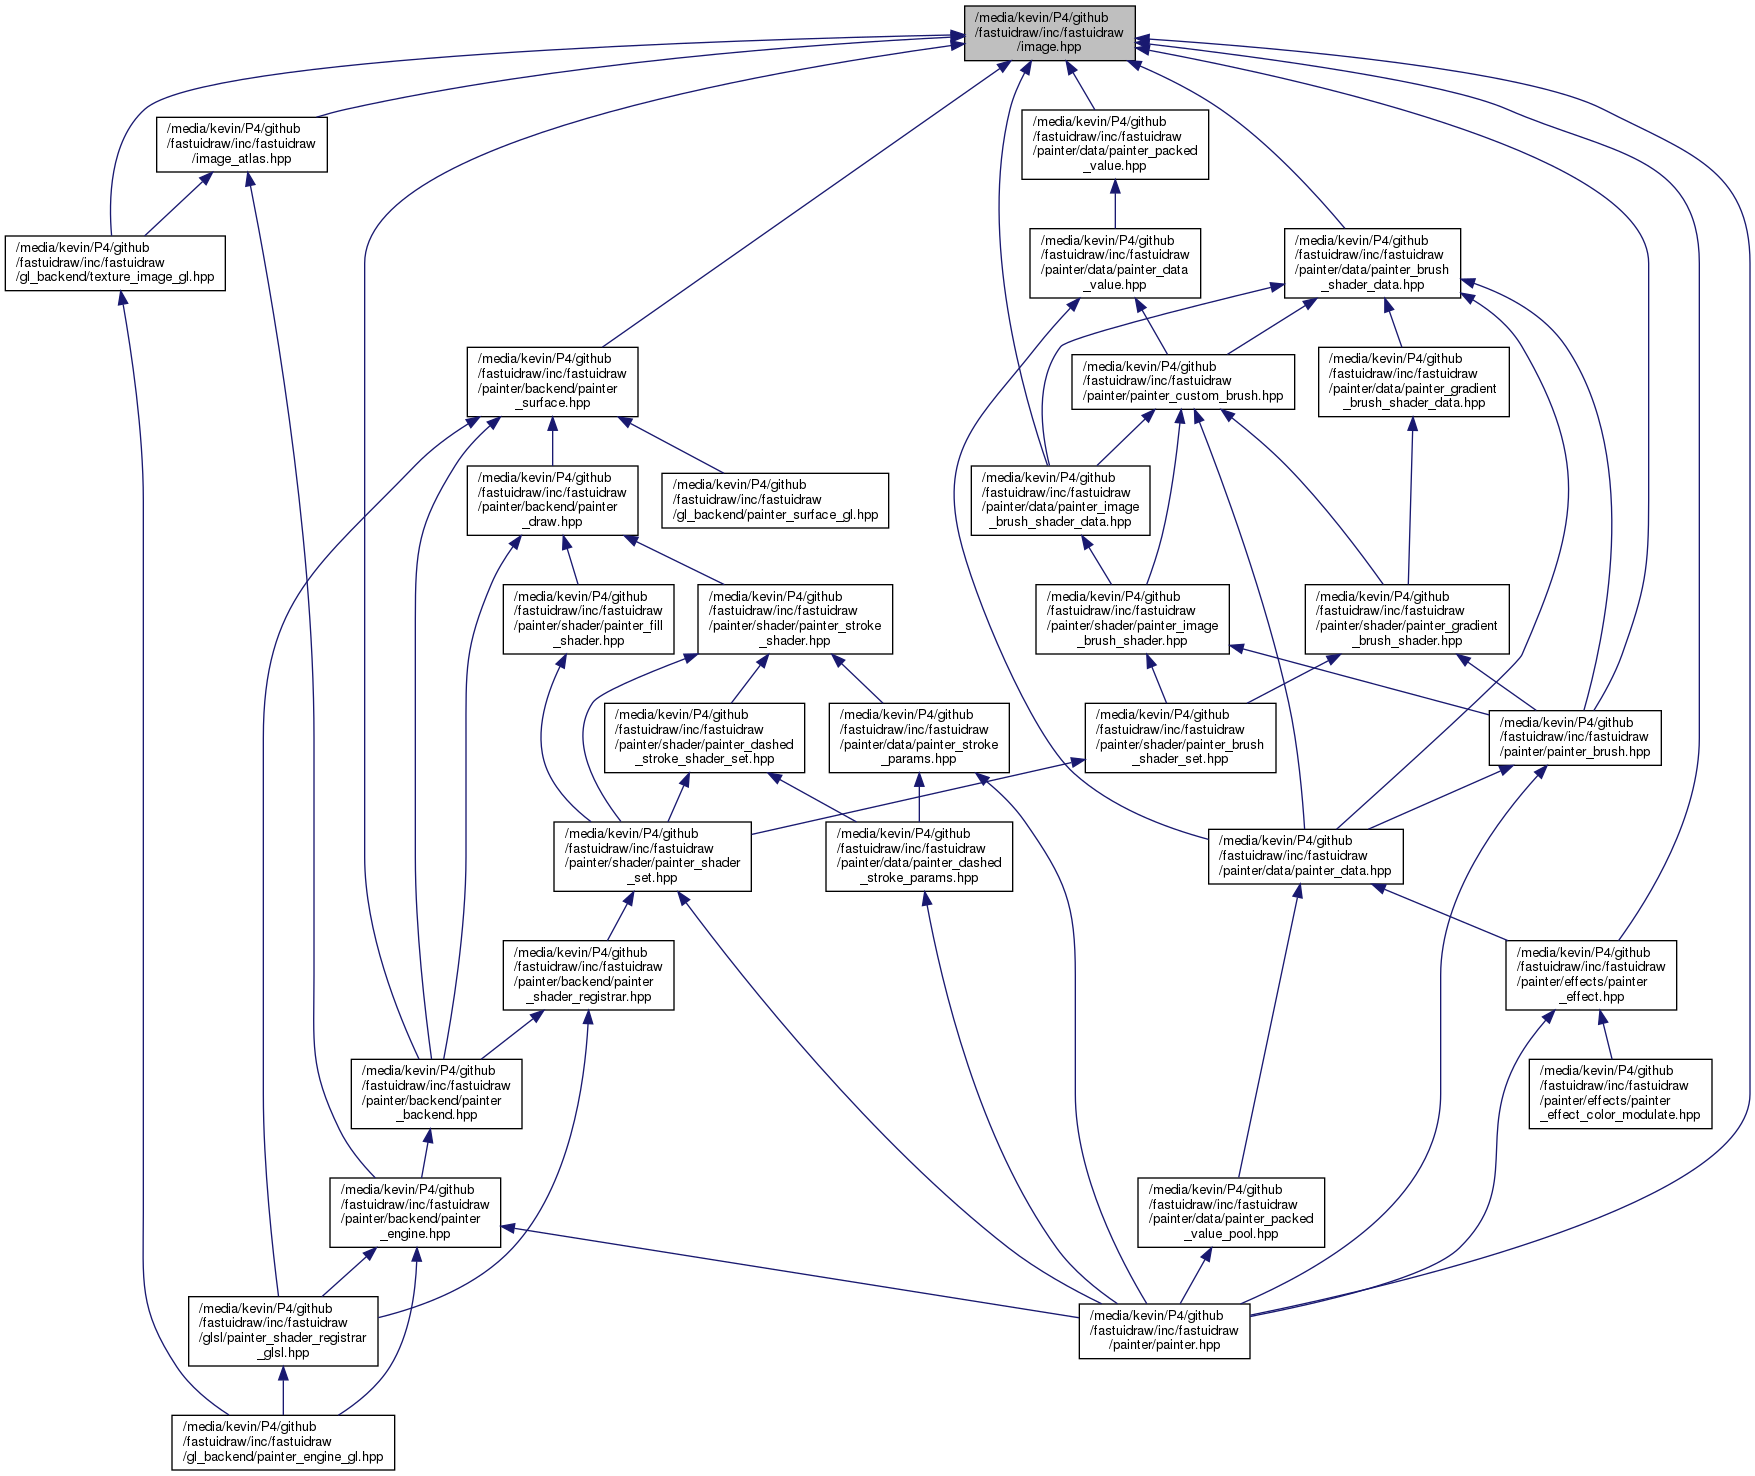 /media/kevin/P4/github
/fastuidraw/inc/fastuidraw
/image.hpp
/media/kevin/P4/github
/fastuidraw/inc/fastuidraw
/painter/data/painter_packed
_value.hpp
/media/kevin/P4/github
/fastuidraw/inc/fastuidraw
/image_atlas.hpp
/media/kevin/P4/github
/fastuidraw/inc/fastuidraw
/gl_backend/texture_image_gl.hpp
/media/kevin/P4/github
/fastuidraw/inc/fastuidraw
/painter/data/painter_data
_value.hpp
/media/kevin/P4/github
/fastuidraw/inc/fastuidraw
/painter/data/painter_brush
_shader_data.hpp
/media/kevin/P4/github
/fastuidraw/inc/fastuidraw
/painter/backend/painter
_surface.hpp
/media/kevin/P4/github
/fastuidraw/inc/fastuidraw
/painter/painter_custom_brush.hpp
/media/kevin/P4/github
/fastuidraw/inc/fastuidraw
/painter/data/painter_gradient
_brush_shader_data.hpp
/media/kevin/P4/github
/fastuidraw/inc/fastuidraw
/painter/backend/painter
_draw.hpp
/media/kevin/P4/github
/fastuidraw/inc/fastuidraw
/gl_backend/painter_surface_gl.hpp
/media/kevin/P4/github
/fastuidraw/inc/fastuidraw
/painter/data/painter_image
_brush_shader_data.hpp
/media/kevin/P4/github
/fastuidraw/inc/fastuidraw
/painter/shader/painter_fill
_shader.hpp
/media/kevin/P4/github
/fastuidraw/inc/fastuidraw
/painter/shader/painter_stroke
_shader.hpp
/media/kevin/P4/github
/fastuidraw/inc/fastuidraw
/painter/shader/painter_image
_brush_shader.hpp
/media/kevin/P4/github
/fastuidraw/inc/fastuidraw
/painter/shader/painter_gradient
_brush_shader.hpp
/media/kevin/P4/github
/fastuidraw/inc/fastuidraw
/painter/shader/painter_dashed
_stroke_shader_set.hpp
/media/kevin/P4/github
/fastuidraw/inc/fastuidraw
/painter/data/painter_stroke
_params.hpp
/media/kevin/P4/github
/fastuidraw/inc/fastuidraw
/painter/shader/painter_brush
_shader_set.hpp
/media/kevin/P4/github
/fastuidraw/inc/fastuidraw
/painter/painter_brush.hpp
/media/kevin/P4/github
/fastuidraw/inc/fastuidraw
/painter/shader/painter_shader
_set.hpp
/media/kevin/P4/github
/fastuidraw/inc/fastuidraw
/painter/data/painter_dashed
_stroke_params.hpp
/media/kevin/P4/github
/fastuidraw/inc/fastuidraw
/painter/data/painter_data.hpp
/media/kevin/P4/github
/fastuidraw/inc/fastuidraw
/painter/backend/painter
_shader_registrar.hpp
/media/kevin/P4/github
/fastuidraw/inc/fastuidraw
/painter/effects/painter
_effect.hpp
/media/kevin/P4/github
/fastuidraw/inc/fastuidraw
/painter/backend/painter
_backend.hpp
/media/kevin/P4/github
/fastuidraw/inc/fastuidraw
/painter/effects/painter
_effect_color_modulate.hpp
/media/kevin/P4/github
/fastuidraw/inc/fastuidraw
/painter/backend/painter
_engine.hpp
/media/kevin/P4/github
/fastuidraw/inc/fastuidraw
/painter/data/painter_packed
_value_pool.hpp
/media/kevin/P4/github
/fastuidraw/inc/fastuidraw
/glsl/painter_shader_registrar
_glsl.hpp
/media/kevin/P4/github
/fastuidraw/inc/fastuidraw
/painter/painter.hpp
/media/kevin/P4/github
/fastuidraw/inc/fastuidraw
/gl_backend/painter_engine_gl.hpp